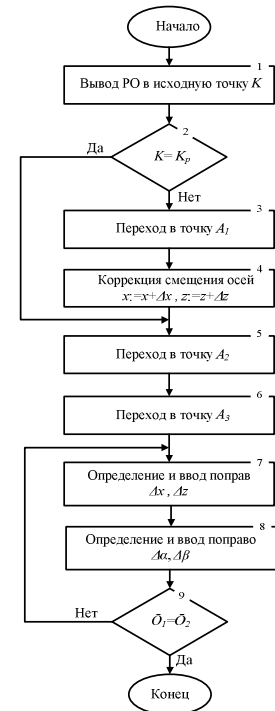 Начало
1
Вывод РО в исходную точку K
2
Да
K= Kp
Нет
3
Переход в точку A1
4
Коррекция смещения осей
x:=x+Δx , z:=z+Δz
5
Переход в точку A2
6
Переход в точку A3
7
Определение и ввод поправ
Δx , Δz
8
Определение и ввод поправо
Δα, Δβ
9
Нет
Ō1=Ō2
Да
Конец